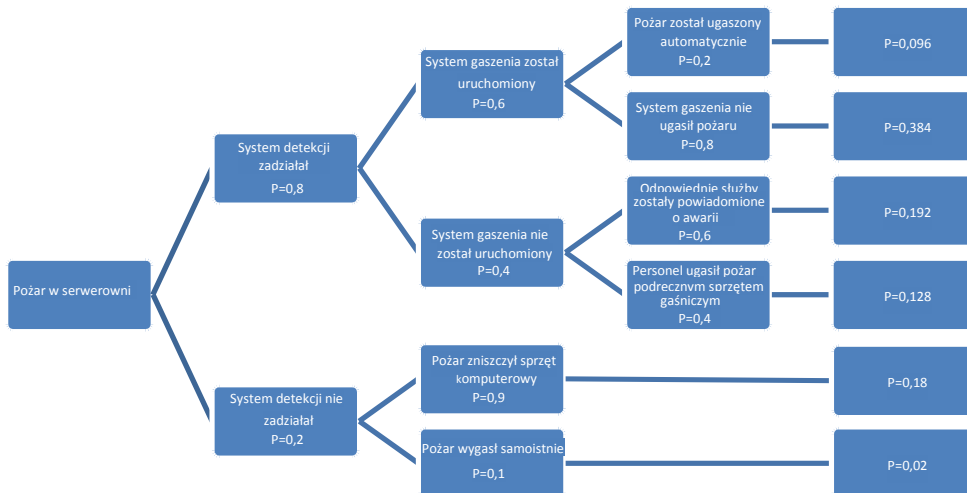 Pożar w serwerowni
System detekcji
zadziałał
P=0,8
System detekcji nie
zadziałał
P=0,2
System gaszenia został
uruchomiony
P=0,6
System gaszenia nie
został uruchomiony
P=0,4
Pożar zniszczył sprzęt
komputerowy
P=0,9
Pożar wygasł samoistnie
P=0,1
Pożar został ugaszony
automatycznie
P=0,2
System gaszenia nie
ugasił pożaru
P=0,8
Odpowiednie służby
zostały powiadomione
o awarii
P=0,6
Personel ugasił pożar
podręcznym sprzętem
gaśniczym
P=0,4
P=0,096
P=0,384
P=0,192
P=0,128
P=0,18
P=0,02